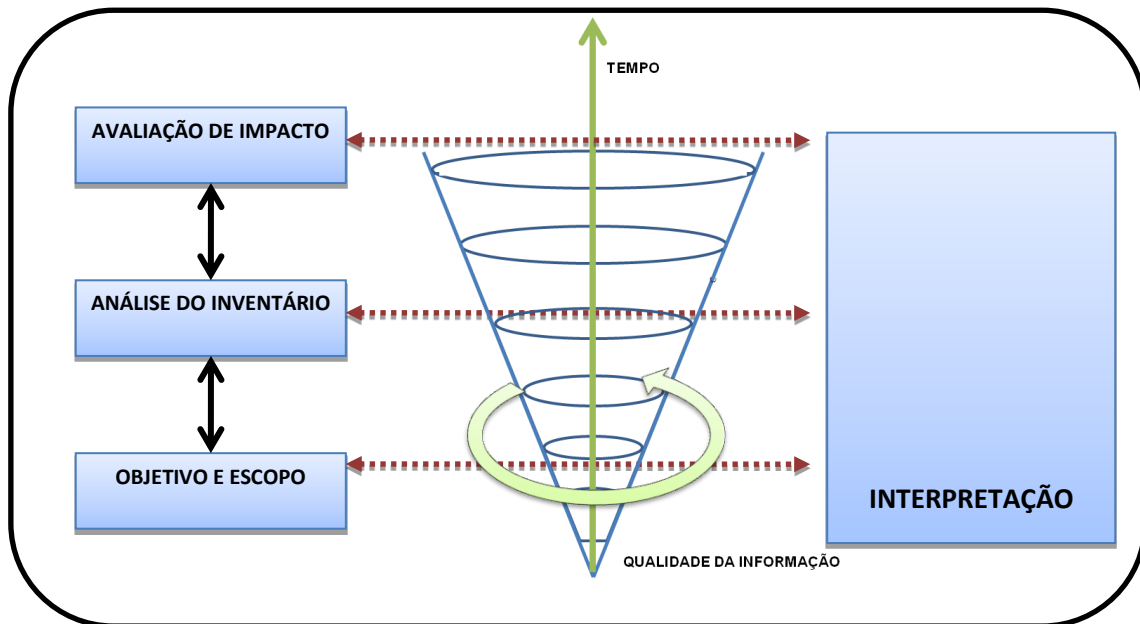 TEMPO
AVALIAÇÃO DE IMPACTO
ANÁLISE DO INVENTÁRIO
OBJETIVO E ESCOPO
INTERPRETAÇÃO
QUALIDADE DA INFORMAÇÃO